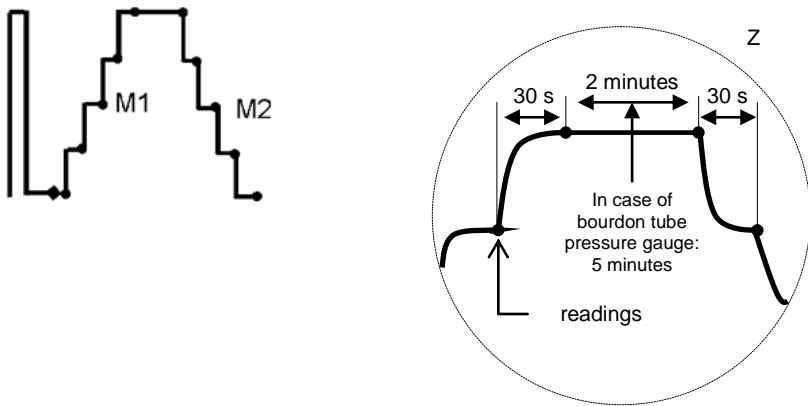 M1
M2
Z
2 minutes
30 s
30 s
In case of
bourdon tube
pressure gauge:
5 minutes
readings